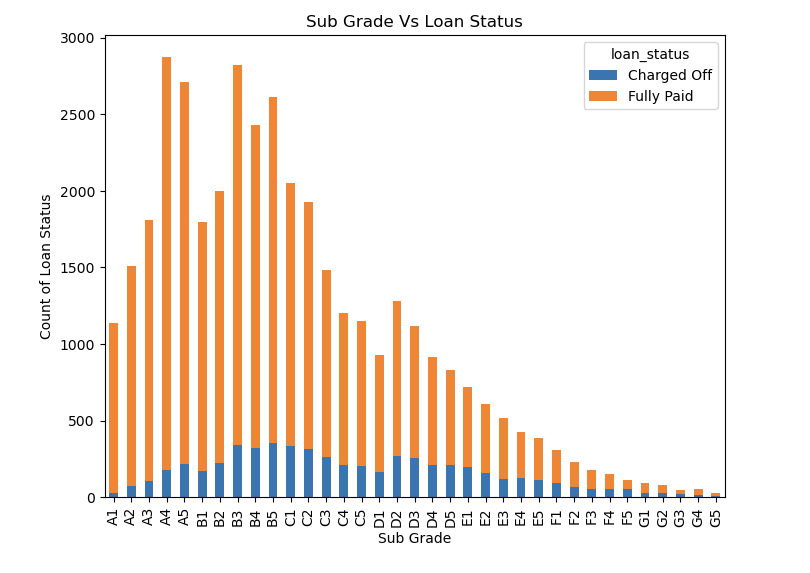 Sub Grade Vs Loan Status
loan_status
Charged Off
Fully Paid
Count of Loan Status
3000
2500
2000
1500
1000
500
0
A1 A2 A3 A4 A5 B1 B2 B3 B4 B5 C1 C2 C3 C4 C5 D1 D2 D3 D4 D5 E1 E2 E3 E4 E5 F1 F2 F3 F4 F5 G1 G2 G3 G4 G5
Sub Grade